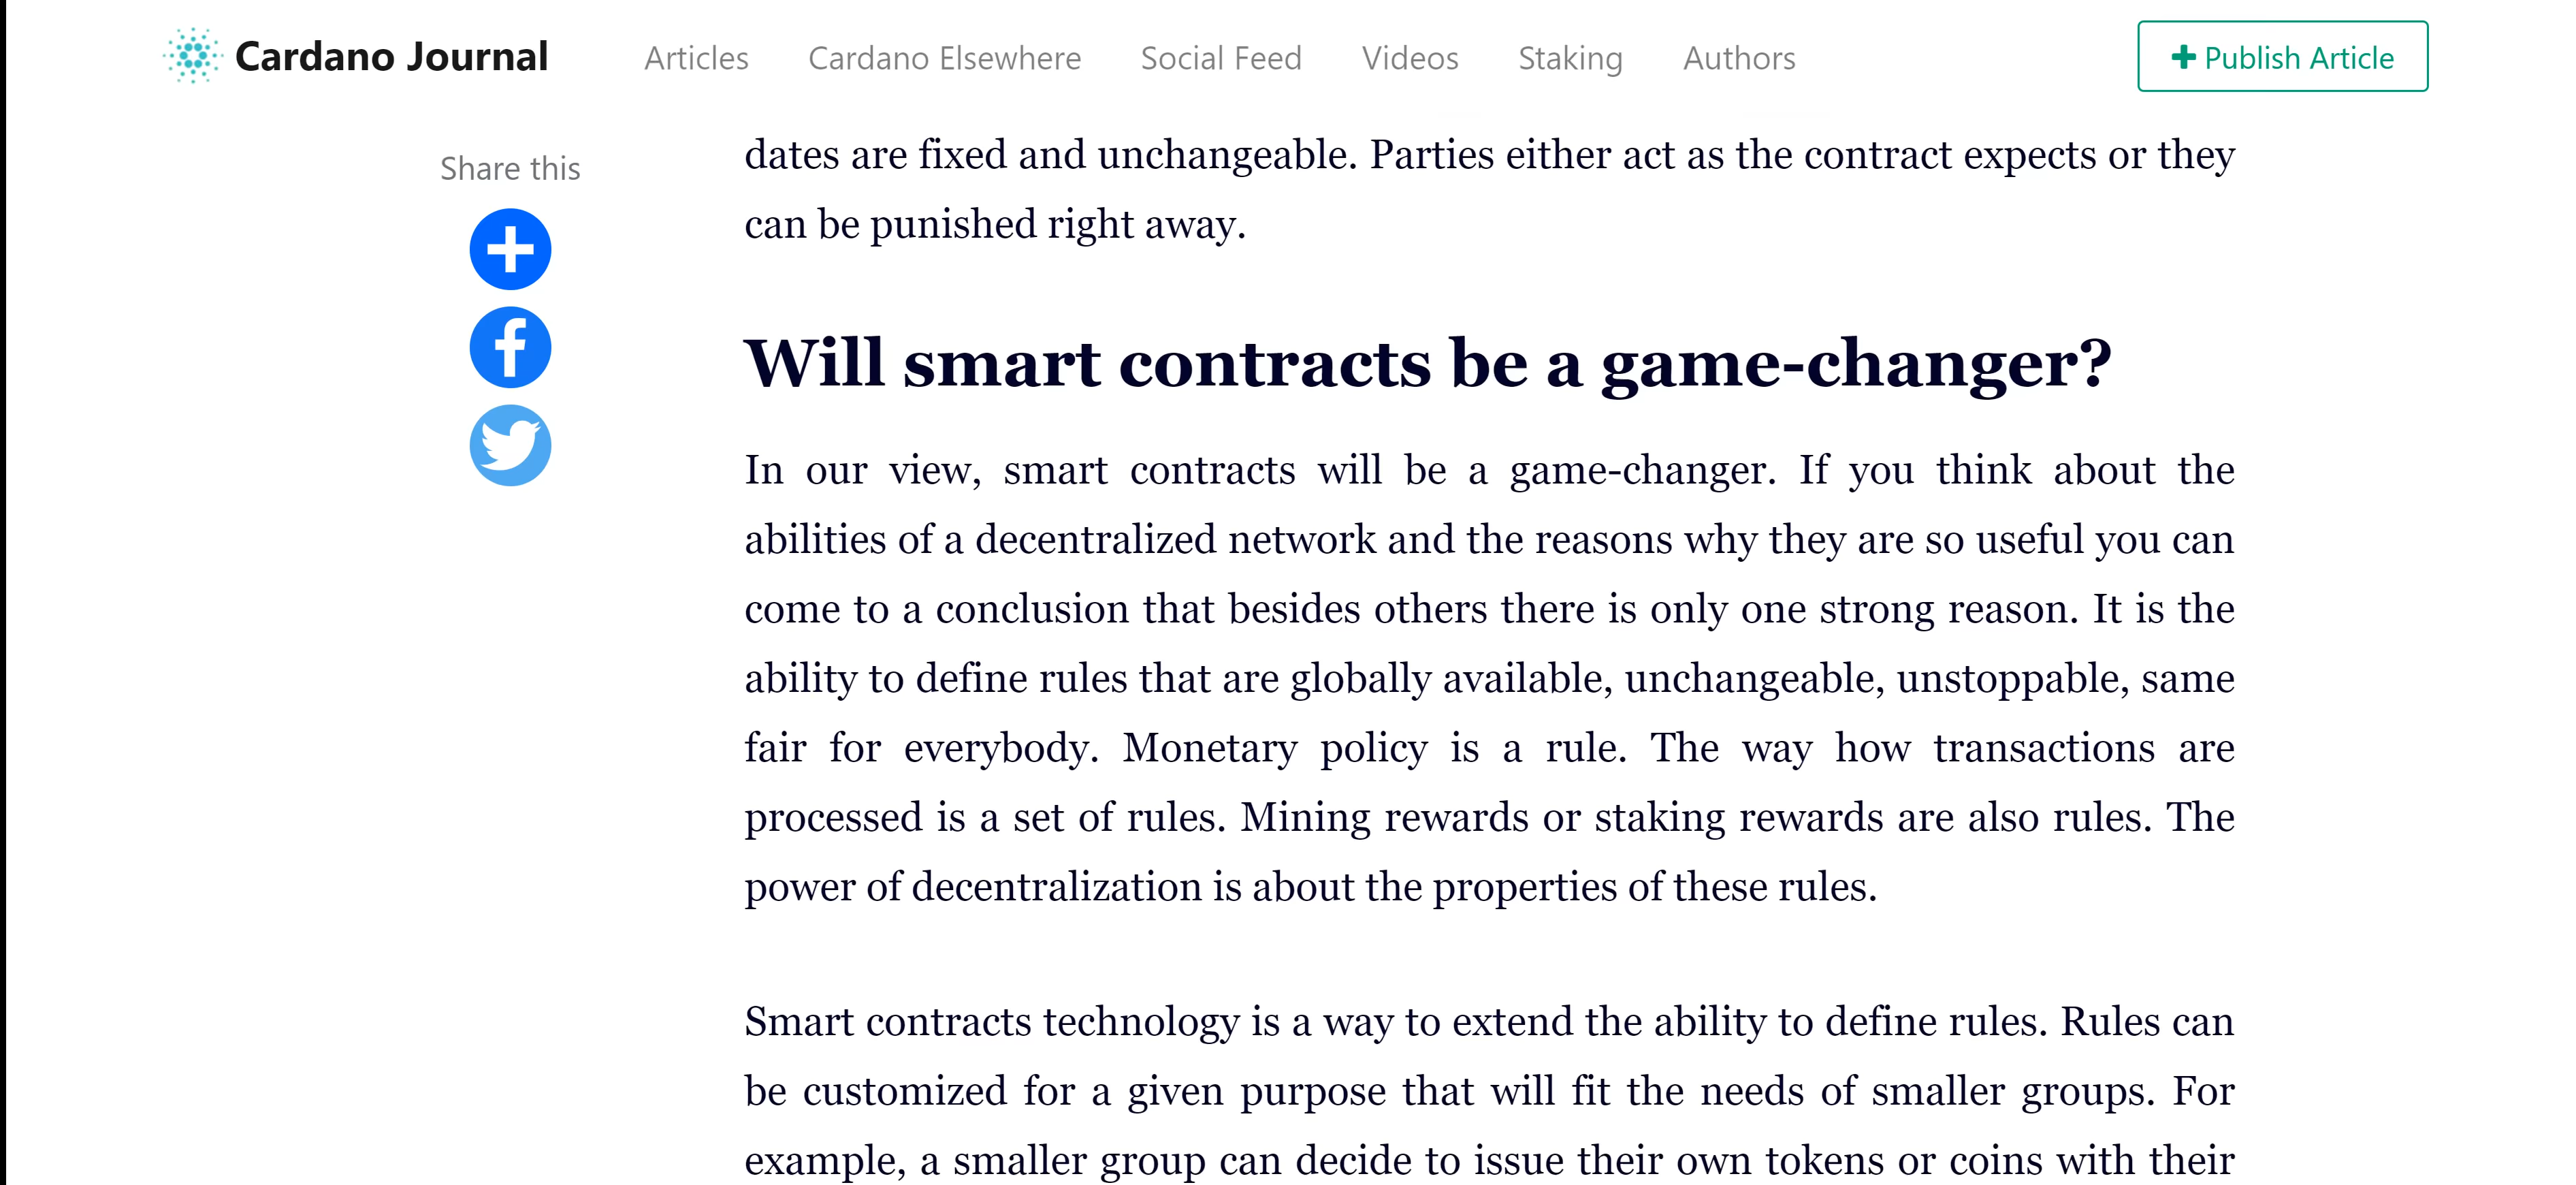 Cardano Journal
Articles
Cardano Elsewhere
Social Feed
Videos
Staking
Authors
Publish Article
Share this
dates are fixed and unchangeable. Parties either act as the contract expects or they
can be punished right away.
Will smart contracts be a game-changer?
In our view, smart contracts will be a game-changer. If you think about the
abilities of a decentralized network and the reasons why they are so useful you can
come to a conclusion that besides others there is only one strong reason. It is the
ability to define rules that are globally available, unchangeable, unstoppable, same
fair for everybody. Monetary policy is a rule. The way how transactions are
processed is a set of rules. Mining rewards or staking rewards are also rules. The
power of decentralization is about the properties of these rules.
Smart contracts technology is a way to extend the ability to define rules. Rules can
be customized for a given purpose that will fit the needs of smaller groups. For
example, a smaller group can decide to issue their own tokens or coins with their